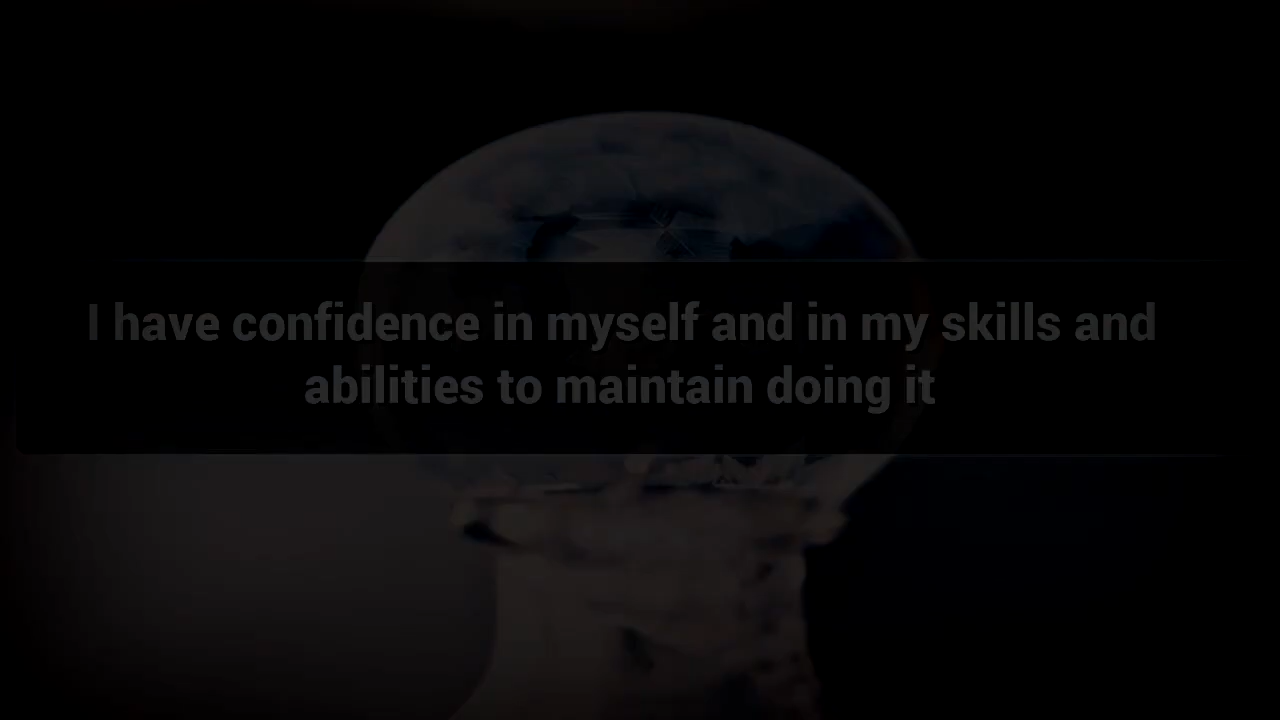 I have confidence in myself and in my skills and
abilities to maintain doing it